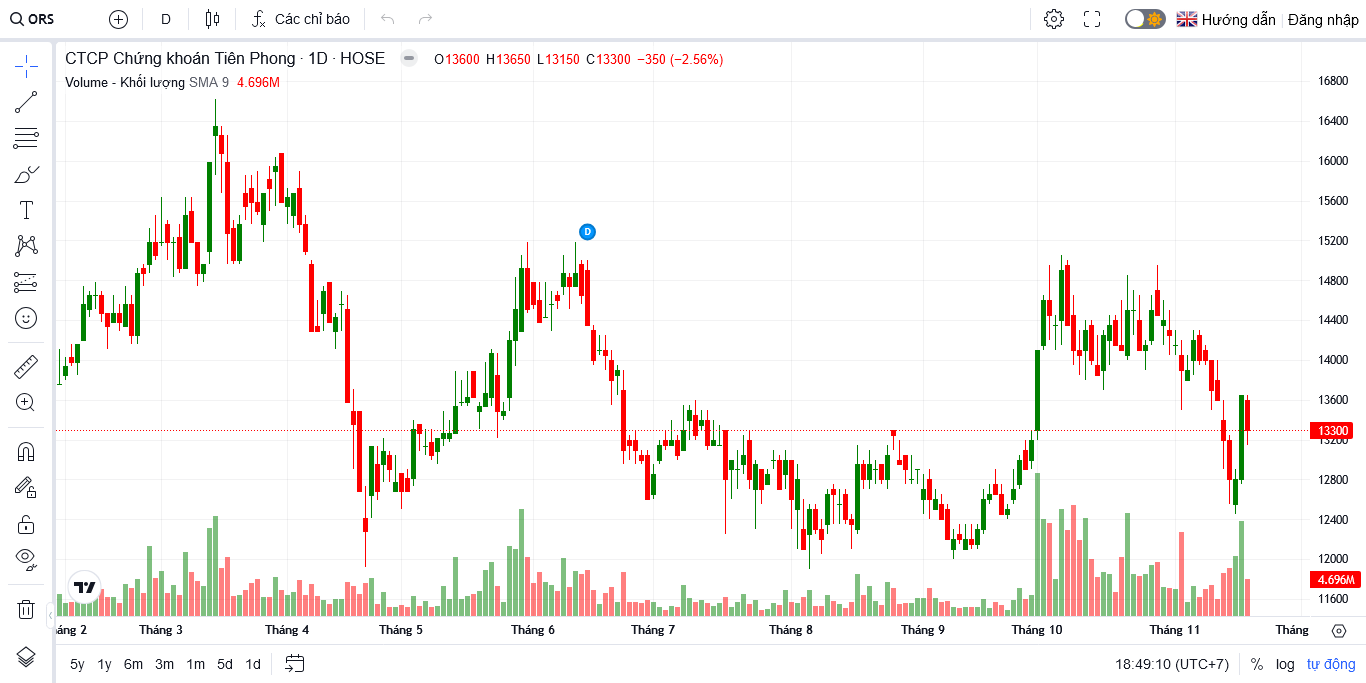 ORS D Các chỉ báo Hướng dẫn Đăng nhập
CTCP Chứng khoán Tiên Phong · 1D · HOSE O13600 H13650 L13150 C13300 −350 (−2.56%)
Volume - Khối lượng SMA 9 4.696M
16800
16400
16000
15600
D
15200
14800
14400
14000
13600
13300
13200
12800
12400
12000
4.696M
11600
áng 2 Tháng 3 Tháng 4 Tháng 5 Tháng 6 Tháng 7 Tháng 8 Tháng 9 Tháng 10 Tháng 11 Tháng
5y 1y 6m 3m 1m 5d 1d 18:49:10 (UTC+7) % log tự động